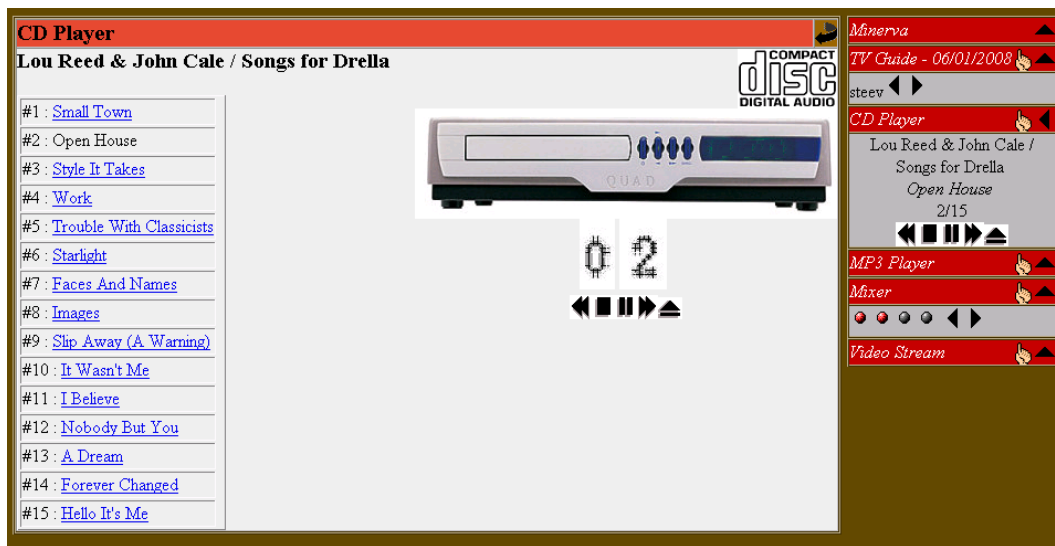 CD Player
Lou Reed & John Cale / Songs for Drella
COMPACT
disc
DIGITAL AUDIO
#1 : Small Town
#2 : Open House
#3 : Style It Takes
#4 : Work
#5 : Trouble With Classicists
#6 : Starlight
#7 : Faces And Names
#8 : Images
#9 : Slip Away (A Warning)
#10 : It Wasn't Me
#11 : I Believe
#12 : Nobody But You
#13 : A Dream
#14 : Forever Changed
#15 : Hello It's Me
QUAD
02
Minerva
TV Guide - 06/01/2008
steev
CD Player
Lou Reed & John Cale /
Songs for Drella
Open House
2/15
MP3 Player
Mixer
Video Stream